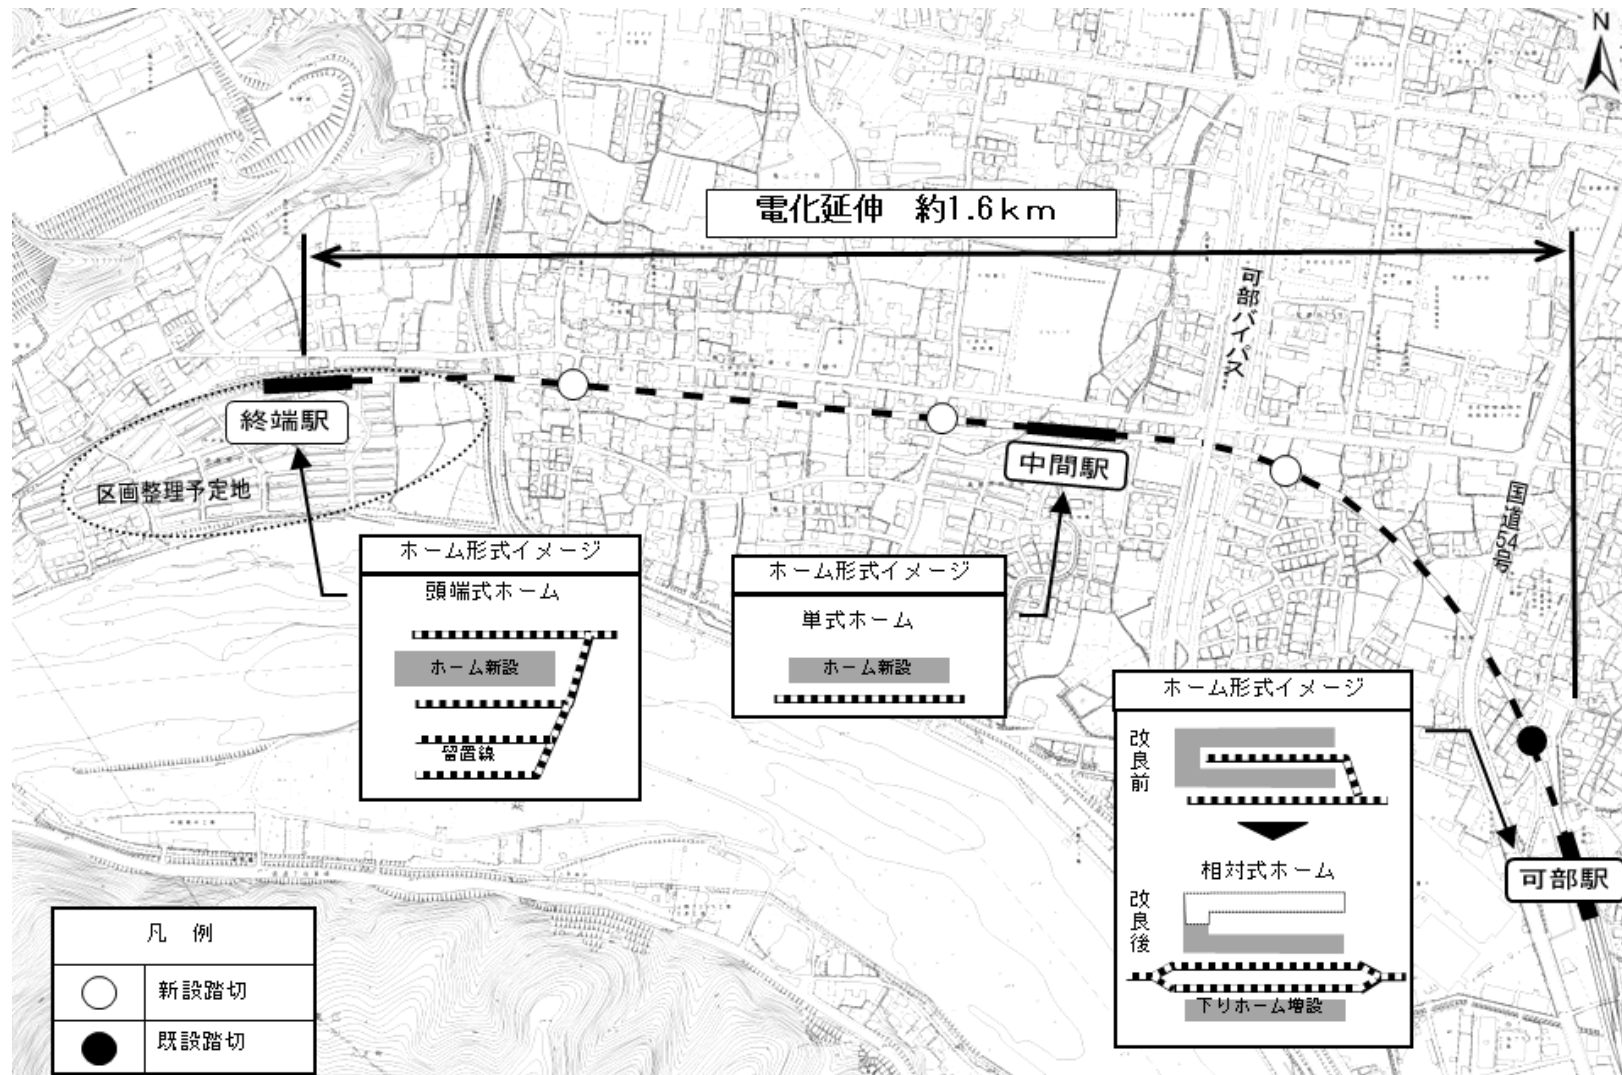 N
電化延伸 約1.6km
可部バイパス
国道54号
終端駅
区画整理予定地
中間駅
可部駅
ホーム形式イメージ
頭端式ホーム
ホーム新設
留置線
ホーム形式イメージ
単式ホーム
ホーム新設
ホーム形式イメージ
改良前
相対式ホーム
改良後
下りホーム増設
凡 例
新設踏切
既設踏切